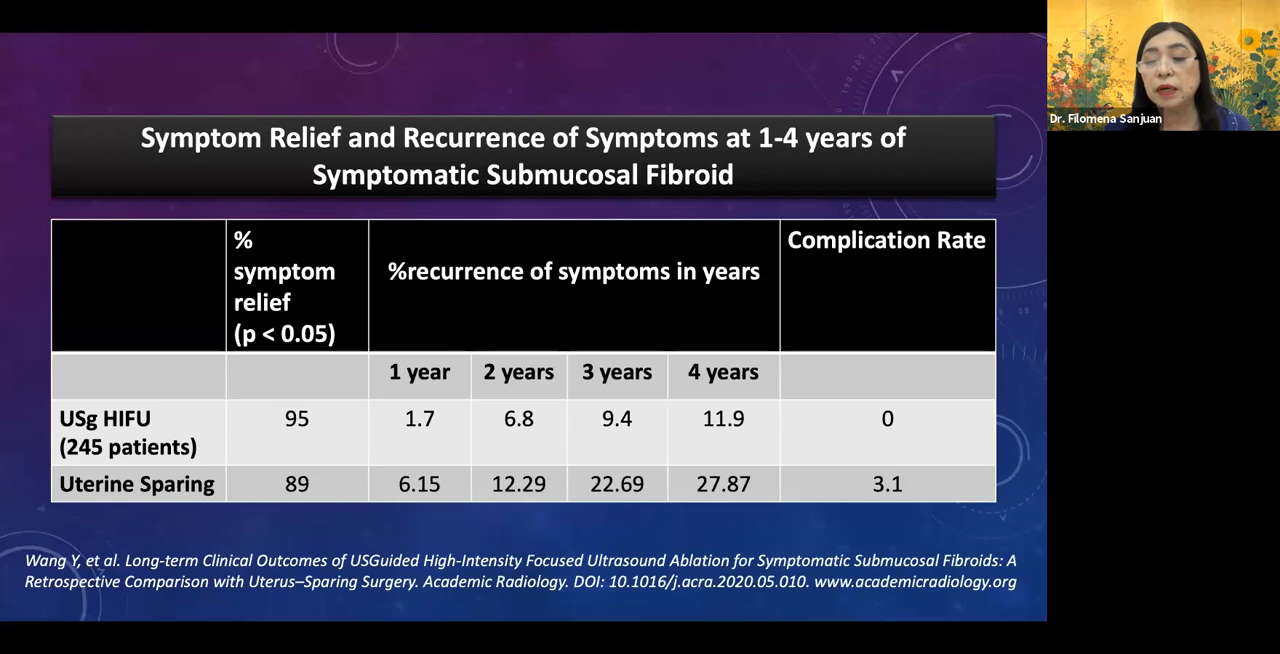 Symptom Relief and Recurrence of Symptoms at 1-4 years of
Symptomatic Submucosal Fibroid
%
symptom
relief
(p < 0.05)
%recurrence of symptoms in years
Complication Rate
1 year
2 years
3 years
4 years
USg HIFU
(245 patients)
95
1.7
6.8
9.4
11.9
0
Uterine Sparing
89
6.15
12.29
22.69
27.87
3.1
Wang Y, et al. Long-term Clinical Outcomes of USGuided High-Intensity Focused Ultrasound Ablation for Symptomatic Submucosal Fibroids: A
Retrospective Comparison with Uterus–Sparing Surgery. Academic Radiology. DOI: 10.1016/j.acra.2020.05.010. www.academicradiology.org
Dr. Filomena Sanjuan